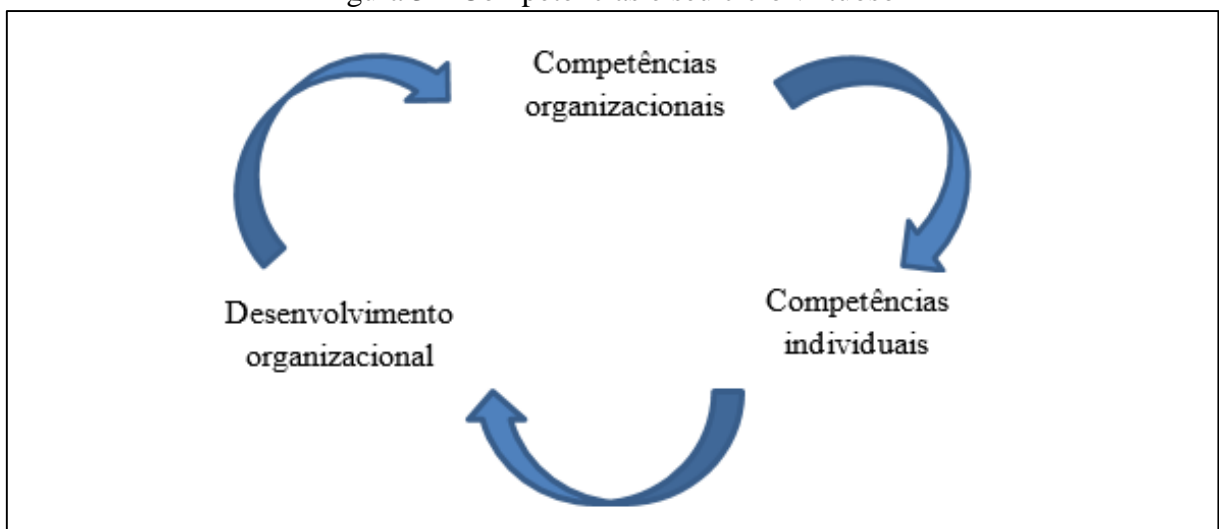 Competências
organizacionais
Competências
individuais
Desenvolvimento
organizacional